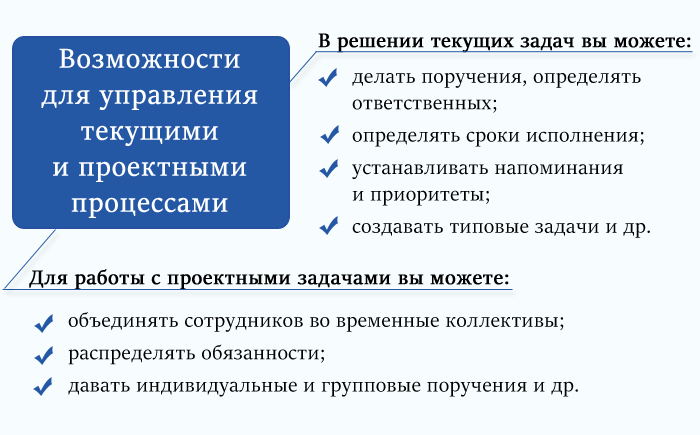 Возможности
для управления
текущими
и проектными
процессами
В решении текущих задач вы можете:
делать поручения, определять
ответственных;
определять сроки исполнения;
устанавливать напоминания
и приоритеты;
создавать типовые задачи и др.
Для работы с проектными задачами вы можете:
объединять сотрудников во временные коллективы;
распределять обязанности;
давать индивидуальные и групповые поручения и др.